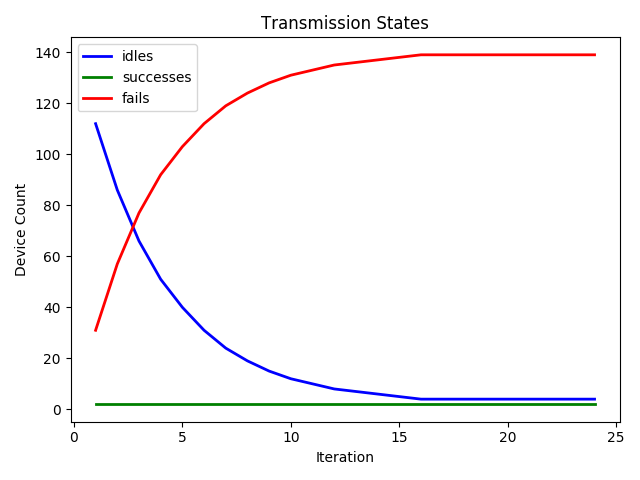 Transmission States
idles
successes
fails
Device Count
140
120
100
80
60
40
20
0
0 5 10 15 20 25
Iteration